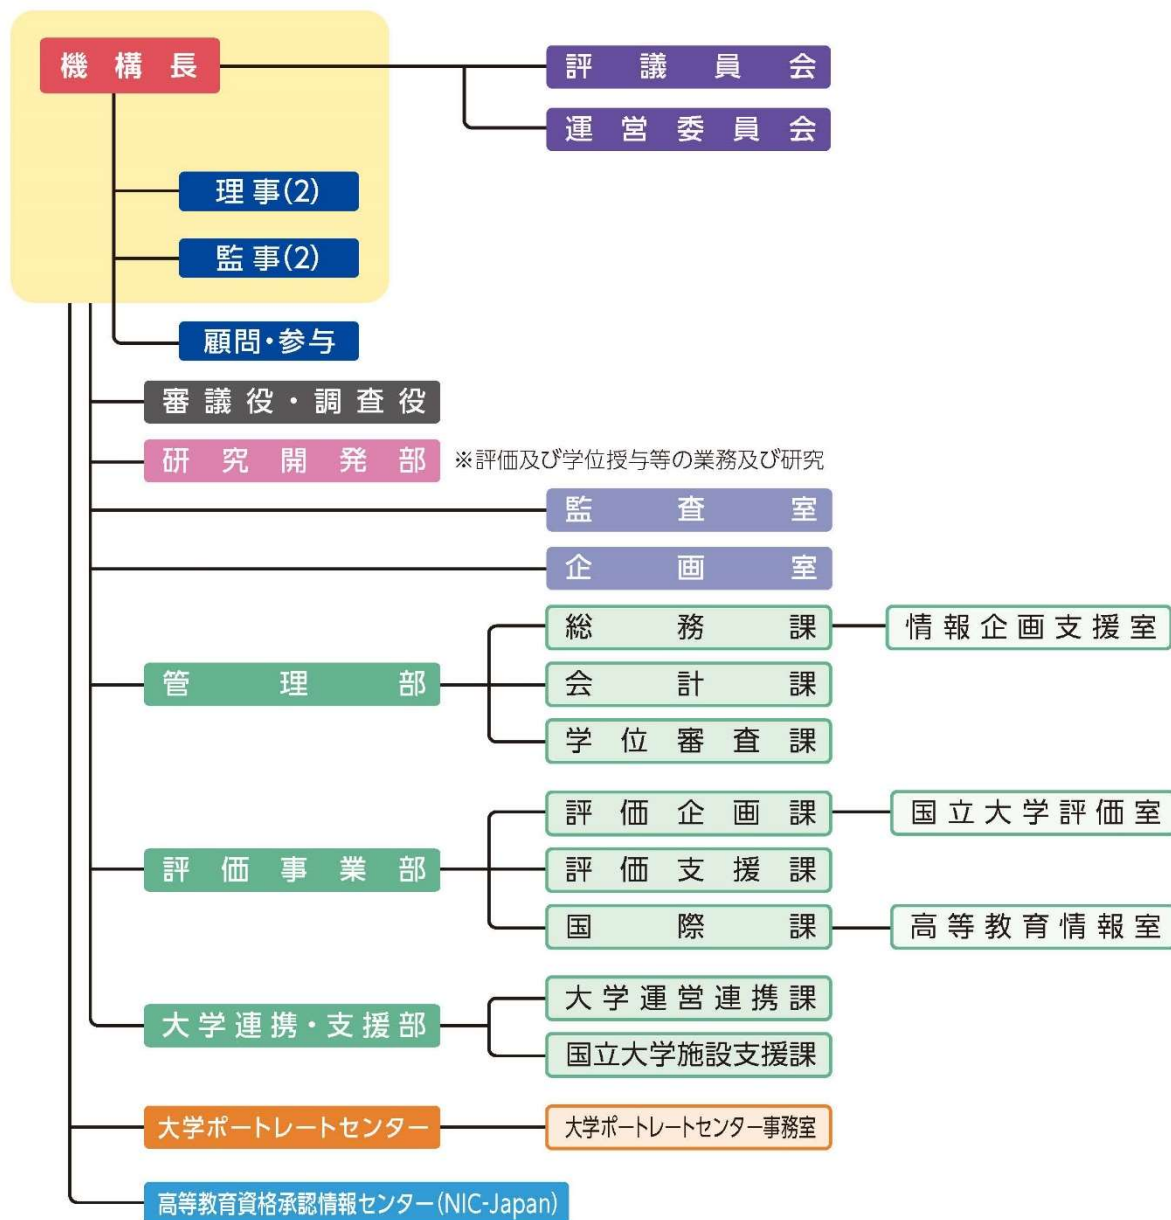 機構長
評議員会
運営委員会
理事(2)
監事(2)
顧問・参与
審議役・調査役
研究開発部 ※評価及び学位授与等の業務及び研究
監査室
企画室
管理部
総務課
情報企画支援室
会計課
学位審査課
評価事業部
評価企画課
国立大学評価室
評価支援課
国際課
高等教育情報室
大学連携・支援部
大学運営連携課
国立大学施設支援課
大学ポートレートセンター
大学ポートレートセンター事務室
高等教育資格承認情報センター(NIC-Japan)